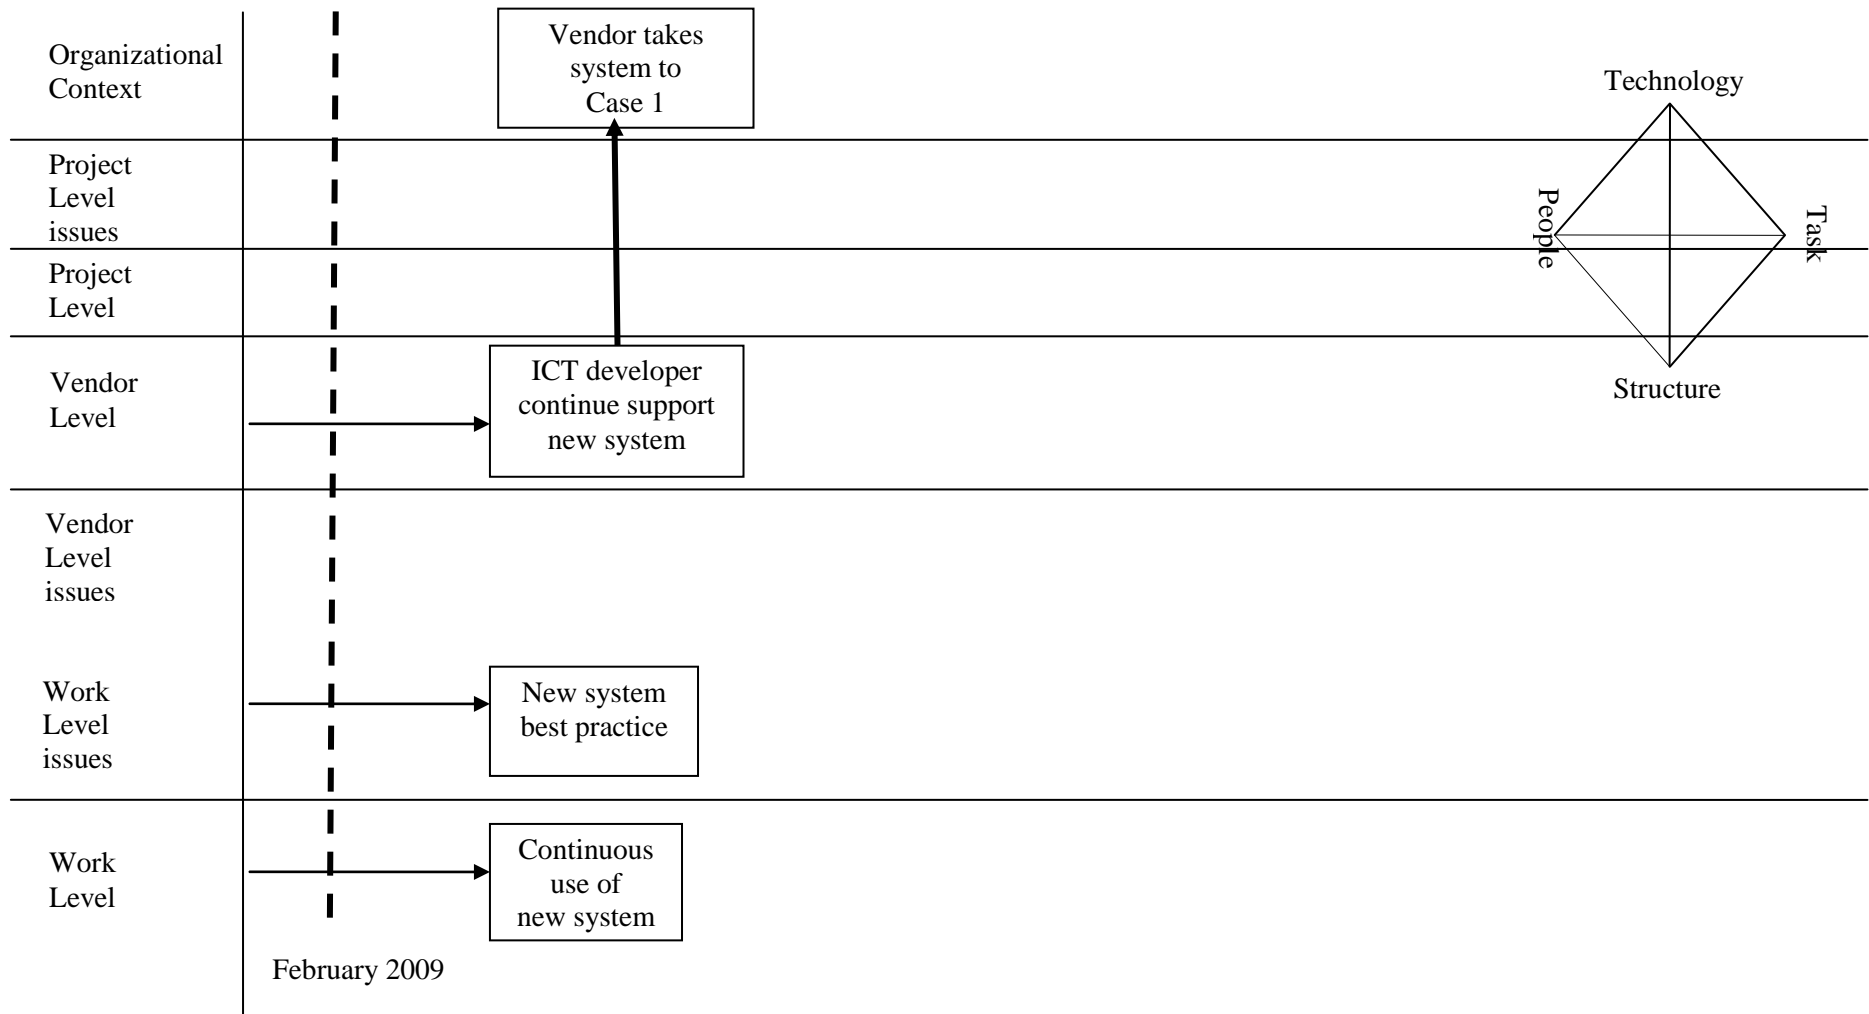 Organizational
Context
Vendor takes
system to
Case 1
Technology
Project
Level
issues
People
Task
Project
Level
Vendor
Level
ICT developer
continue support
new system
Structure
Vendor
Level
issues
Work
Level
issues
New system
best practice
Work
Level
Continuous
use of
new system
February 2009